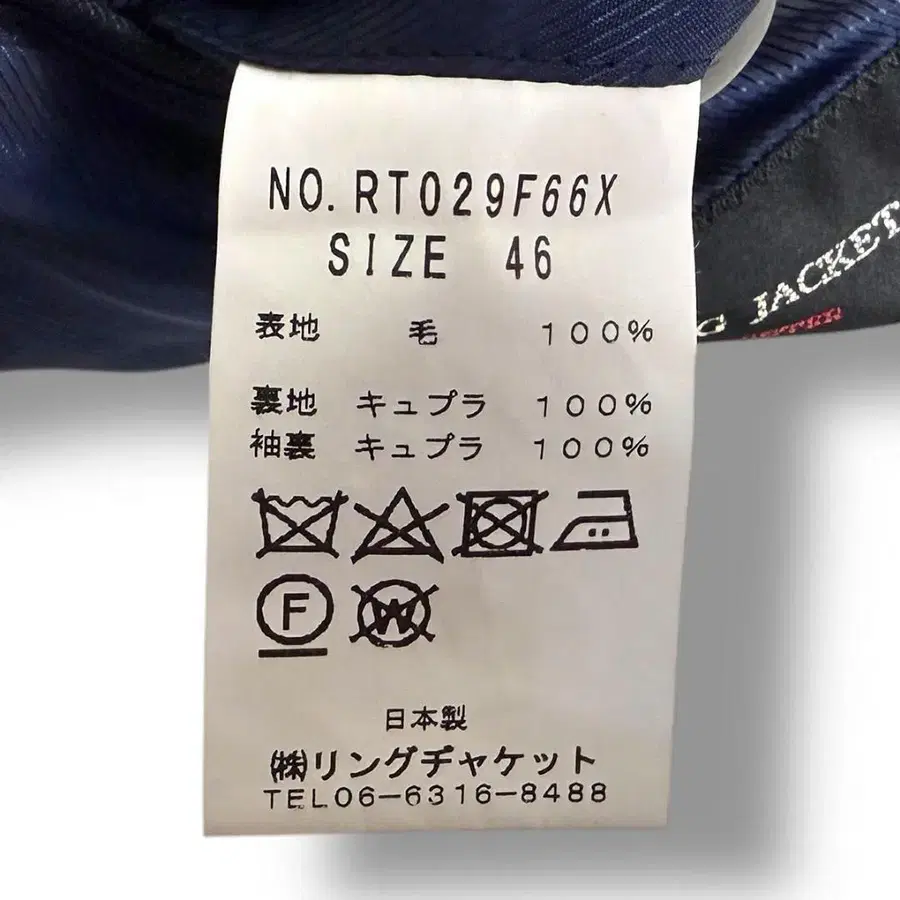 NO. RT029F66X
SIZE 46
表地 毛 100%
裏地 キュプラ 100%
袖裏 キュプラ 100%
F
W
日本製
㈱リングヂャケット
TEL06-6316-8488
G JACKET